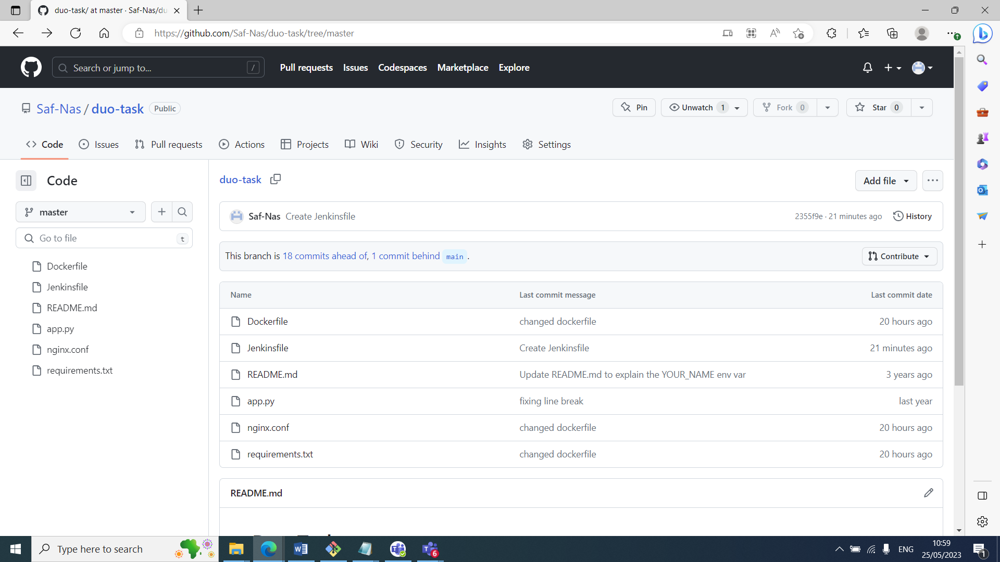 duo-task/ at master · Saf-Nas/du
https://github.com/Saf-Nas/duo-task/tree/master
Search or jump to... /
Pull requests Issues Codespaces Marketplace Explore
Saf-Nas / duo-task Public
Pin Unwatch 1 Fork 0 Star 0
Code Issues Pull requests Actions Projects Wiki Security Insights Settings
Code
master
Go to file t
Dockerfile
Jenkinsfile
README.md
app.py
nginx.conf
requirements.txt
duo-task Add file
Saf-Nas Create Jenkinsfile 2355f9e · 21 minutes ago History
This branch is 18 commits ahead of, 1 commit behind main . Contribute
Name Last commit message Last commit date
Dockerfile changed dockerfile 20 hours ago
Jenkinsfile Create Jenkinsfile 21 minutes ago
README.md Update README.md to explain the YOUR_NAME env var 3 years ago
app.py fixing line break last year
nginx.conf changed dockerfile 20 hours ago
requirements.txt changed dockerfile 20 hours ago
README.md
Type here to search
6
ENG
10:59
25/05/2023
1